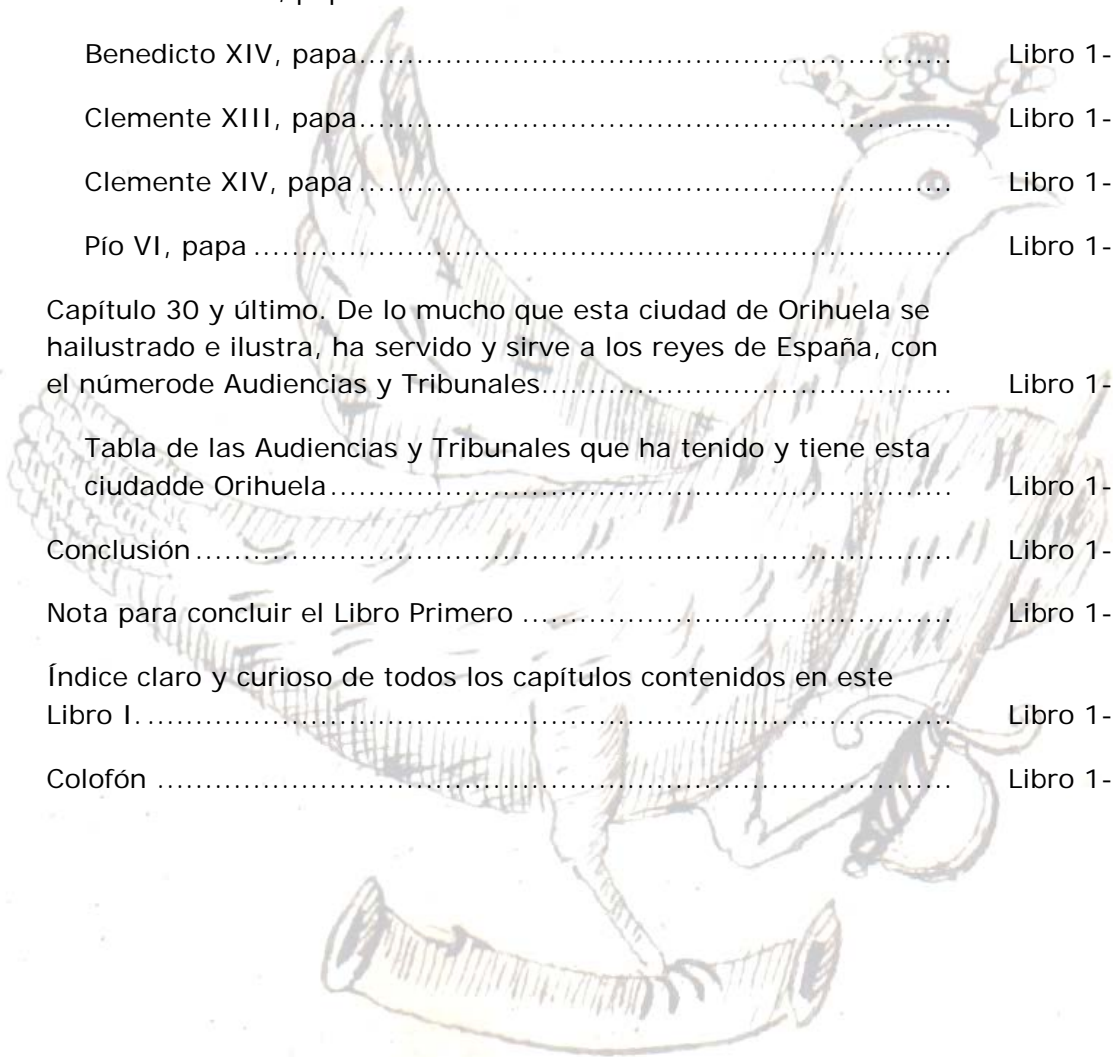 Benedicto XIV, papa.............................................................. Libro 1-
Clemente XIII, papa.............................................................. Libro 1-
Clemente XIV, papa .............................................................. Libro 1-
Pío VI, papa ......................................................................... Libro 1-
Capítulo 30 y último. De lo mucho que esta ciudad de Orihuela se
hailustrado e ilustra, ha servido y sirve a los reyes de España, con
el númerode Audiencias y Tribunales........................................... Libro 1-
Tabla de las Audiencias y Tribunales que ha tenido y tiene esta
ciudadde Orihuela................................................................. Libro 1-
Conclusión ............................................................................... Libro 1-
Nota para concluir el Libro Primero ............................................. Libro 1-
Índice claro y curioso de todos los capítulos contenidos en este
Libro I. .................................................................................... Libro 1-
Colofón ................................................................................... Libro 1-